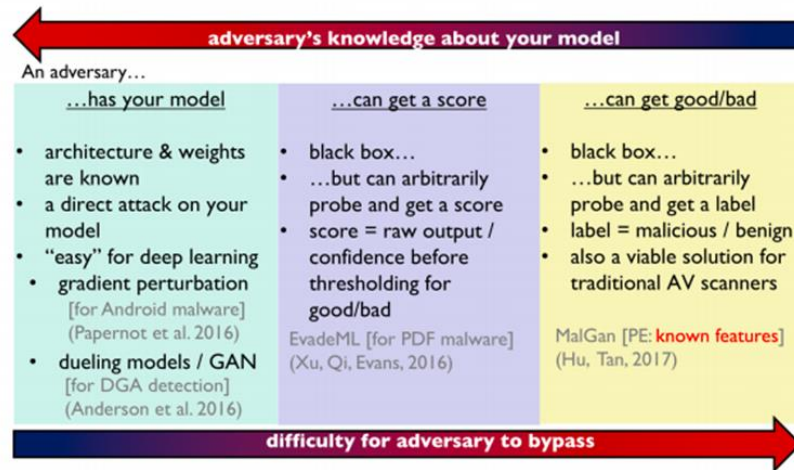 adversary's knowledge about your model
An adversary…
…has your model
• architecture & weights
are known
• a direct attack on your
model
• "easy" for deep learning
• gradient perturbation
[for Android malware]
(Papernot et al. 2016)
• dueling models / GAN
[for DGA detection]
(Anderson et al. 2016)
…can get a score
• black box…
• …but can arbitrarily
probe and get a score
• score = raw output /
confidence before
thresholding for
good/bad
EvadeML [for PDF malware]
(Xu, Qi, Evans, 2016)
…can get good/bad
• black box…
• …but can arbitrarily
probe and get a label
• label = malicious / benign
• also a viable solution for
traditional AV scanners
MalGan [PE: known features]
(Hu, Tan, 2017)
difficulty for adversary to bypass